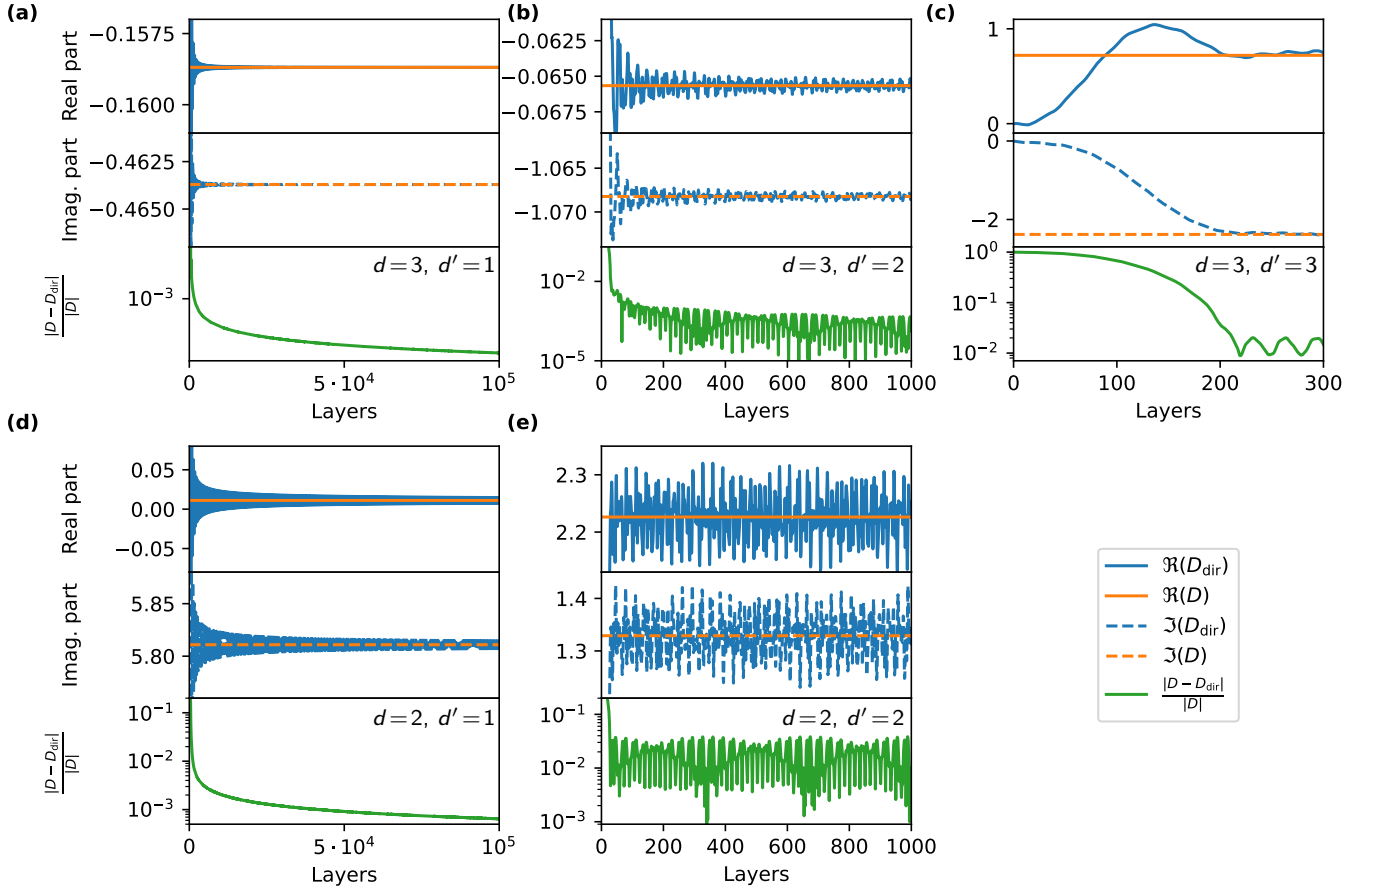 (a)
Real part
−0.1575
−0.1600
Imag. part
−0.4625
−0.4650
|D − D_dir| / |D|
10^−3
d=3, d′=1
0 5·10^4 10^5
Layers
(b)
−0.0625
−0.0650
−0.0675
−1.065
−1.070
10^−2
10^−5
d=3, d′=2
0 200 400 600 800 1000
Layers
(c)
1
0
0
−2
10^0
10^−1
10^−2
d=3, d′=3
0 100 200 300
Layers
(d)
Real part
0.05
0.00
−0.05
Imag. part
5.85
5.80
|D − D_dir| / |D|
10^−1
10^−2
10^−3
d=2, d′=1
0 5·10^4 10^5
Layers
(e)
2.3
2.2
1.4
1.3
10^−1
10^−2
10^−3
d=2, d′=2
0 200 400 600 800 1000
Layers
ℜ(D_dir)
ℜ(D)
ℑ(D_dir)
ℑ(D)
|D − D_dir| / |D|